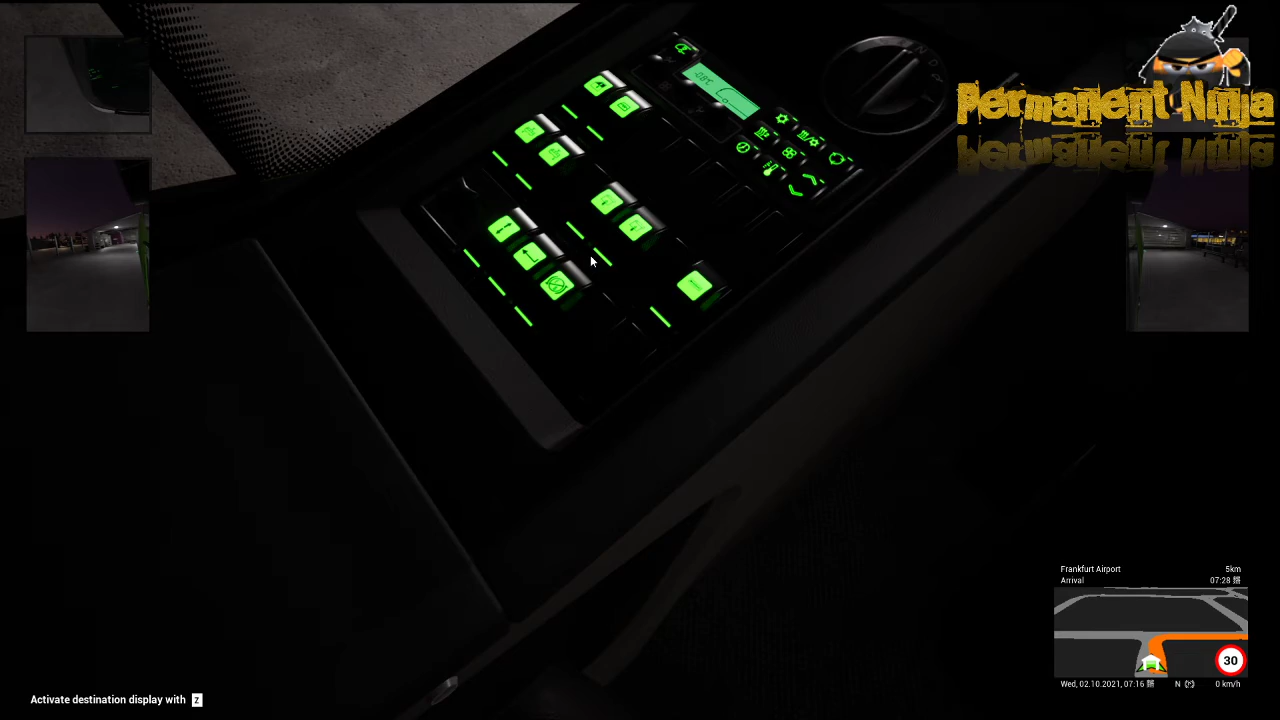 Permanent Ninja
Frankfurt Airport 5km
Arrival 07:28
30
Wed, 02.10.2021, 07:16 N 0 km/h
Activate destination display with Z